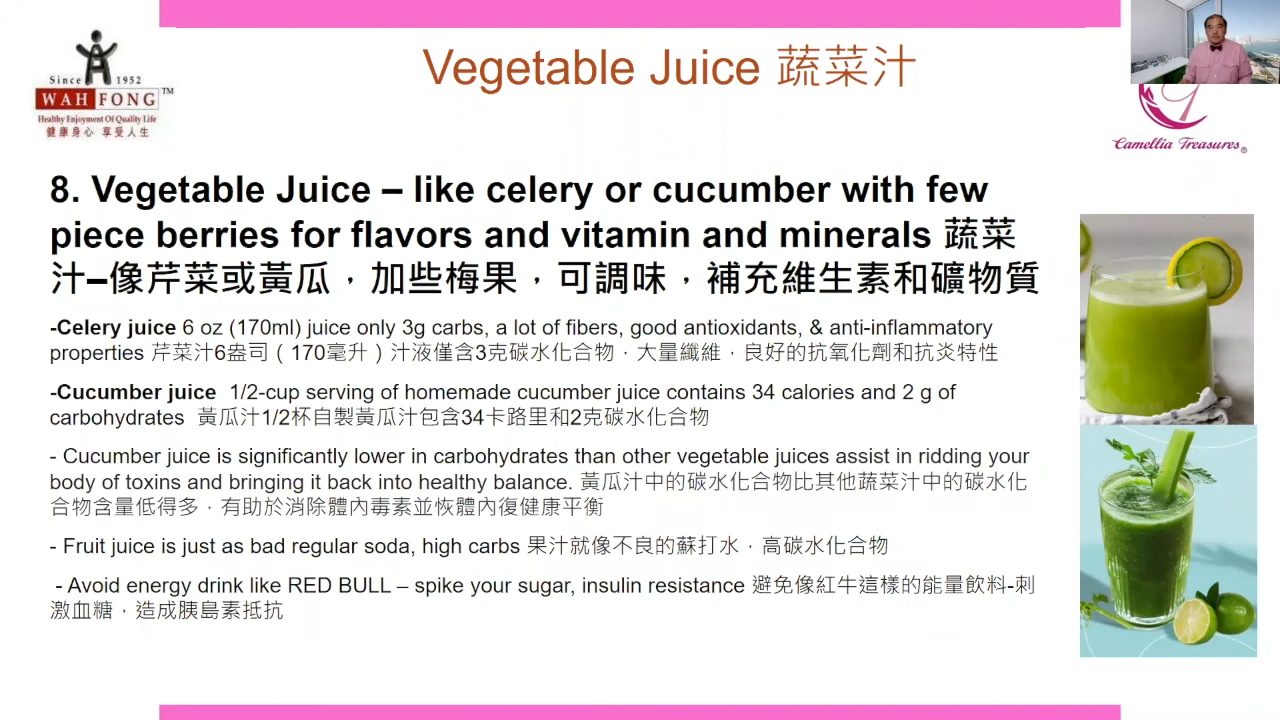 Vegetable Juice 蔬菜汁
Since 1952
WAH FONG TM
Healthy Enjoyment Of Quality Life
健康身心 享受人生
Camellia Treasures®
8. Vegetable Juice – like celery or cucumber with few
piece berries for flavors and vitamin and minerals 蔬菜
汁–像芹菜或黃瓜，加些梅果，可調味，補充維生素和礦物質
-Celery juice 6 oz (170ml) juice only 3g carbs, a lot of fibers, good antioxidants, & anti-inflammatory
properties 芹菜汁6盎司（170毫升）汁液僅含3克碳水化合物，大量纖維，良好的抗氧化劑和抗炎特性
-Cucumber juice 1/2-cup serving of homemade cucumber juice contains 34 calories and 2 g of
carbohydrates 黃瓜汁1/2杯自製黃瓜汁包含34卡路里和2克碳水化合物
- Cucumber juice is significantly lower in carbohydrates than other vegetable juices assist in ridding your
body of toxins and bringing it back into healthy balance. 黃瓜汁中的碳水化合物比其他蔬菜汁中的碳水化
合物含量低得多，有助於消除體內毒素並恢體內復健康平衡
- Fruit juice is just as bad regular soda, high carbs 果汁就像不良的蘇打水，高碳水化合物
- Avoid energy drink like RED BULL – spike your sugar, insulin resistance 避免像紅牛這樣的能量飲料-刺
激血糖，造成胰島素抵抗